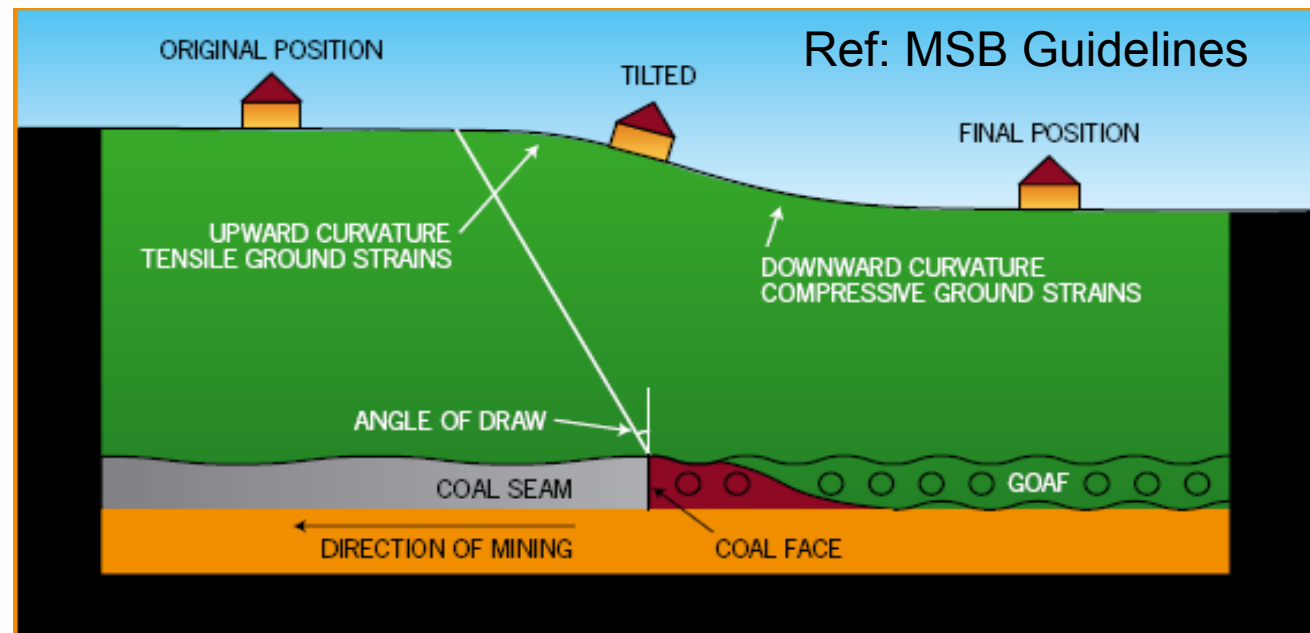 Ref: MSB Guidelines
ORIGINAL POSITION
TILTED
FINAL POSITION
UPWARD CURVATURE
TENSILE GROUND STRAINS
DOWNWARD CURVATURE
COMPRESSIVE GROUND STRAINS
ANGLE OF DRAW
COAL SEAM
GOAF
DIRECTION OF MINING
COAL FACE